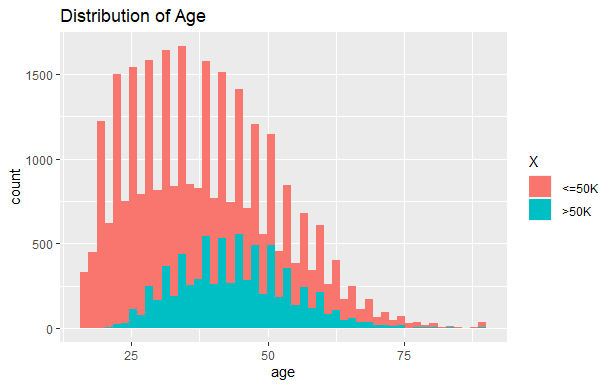 Distribution of Age
1500
1000
500
0
count
25
50
75
age
X
<=50K
>50K